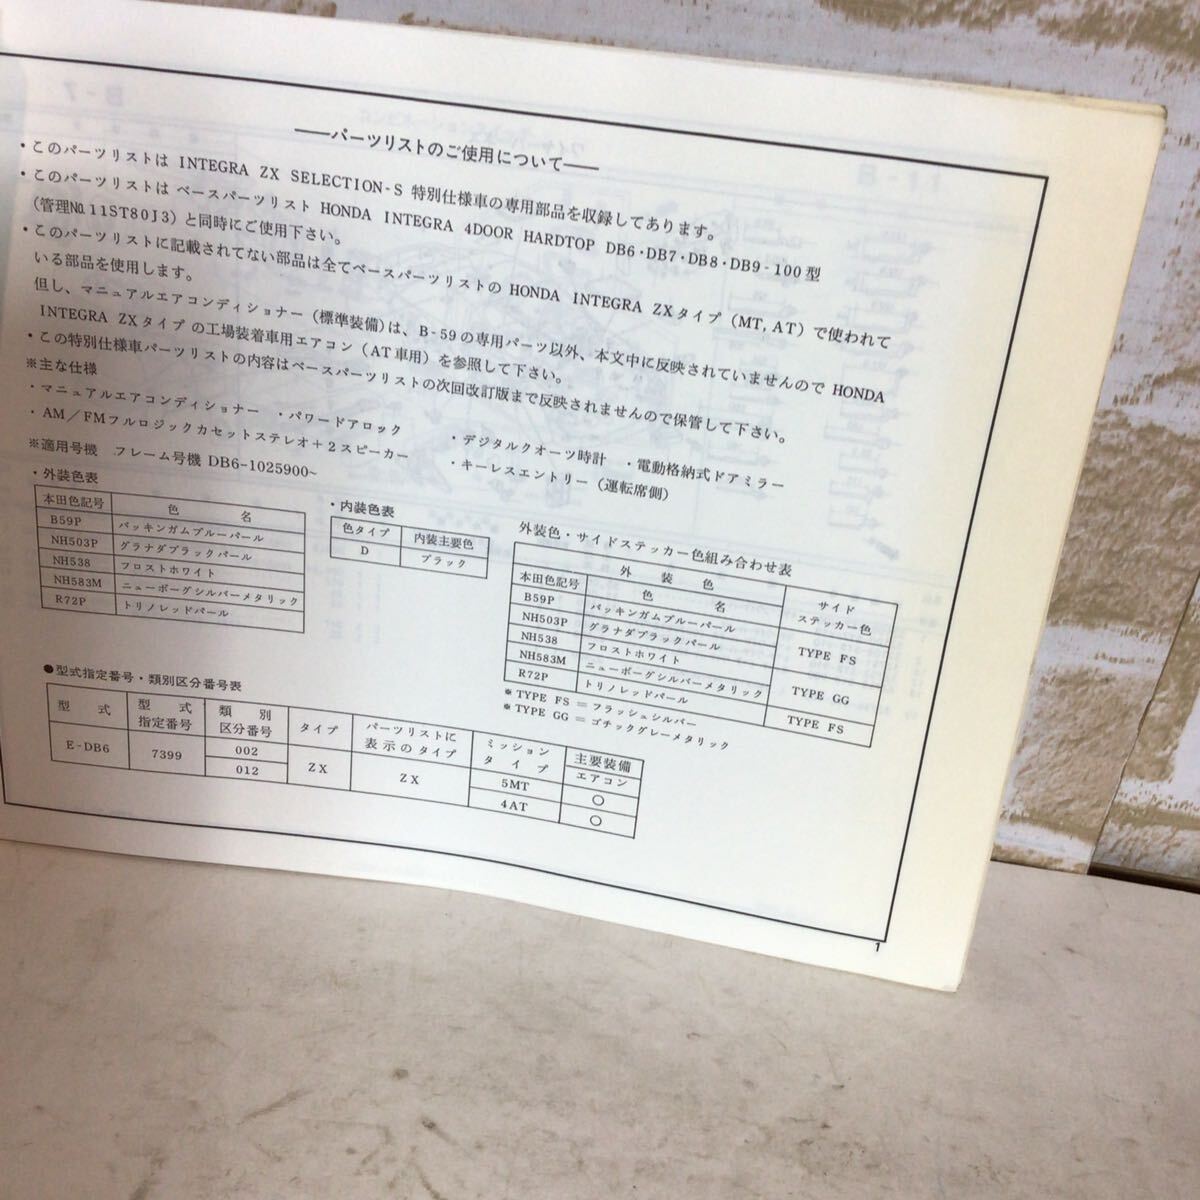 ──パーツリストのご使用について──
・このパーツリストは INTEGRA ZX SELECTION-S 特別仕様車の専用部品を収録してあります。
・このパーツリストは ベースパーツリスト HONDA INTEGRA 4DOOR HARDTOP DB6・DB7・DB8・DB9-100型
(管理№11ST80J3)と同時にご使用下さい。
・このパーツリストに記載されてない部品は全てベースパーツリストの HONDA INTEGRA ZXタイプ (MT, AT) で使われて
いる部品を使用します。
但し、マニュアルエアコンディショナー (標準装備) は、B-59の専用パーツ以外、本文中に反映されていませんので HONDA
INTEGRA ZXタイプ の工場装着車用エアコン (AT車用) を参照して下さい。
・この特別仕様車パーツリストの内容はベースパーツリストの次回改訂版まで反映されませんので保管して下さい。
※主な仕様
・マニュアルエアコンディショナー ・パワードアロック ・デジタルクオーツ時計 ・電動格納式ドアミラー
・AM/FMフルロジックカセットステレオ+2スピーカー ・キーレスエントリー (運転席側)
※適用号機 フレーム号機 DB6-1025900~
・外装色表
本田色記号 色名
B59P バッキンガムブルーパール
NH503P グラナダブラックパール
NH538 フロストホワイト
NH583M ニューボーグシルバーメタリック
R72P トリノレッドパール
・内装色表
色タイプ 内装主要色
D ブラック
外装色・サイドステッカー色組み合わせ表
外装色 サイドステッカー色
本田色記号 色名
B59P バッキンガムブルーパール TYPE FS
NH503P グラナダブラックパール
NH538 フロストホワイト TYPE GG
NH583M ニューボーグシルバーメタリック
R72P トリノレッドパール TYPE FS
※ TYPE FS = フラッシュシルバー
※ TYPE GG = ゴチックグレーメタリック
●型式指定番号・類別区分番号表
型式 型式指定番号 類別区分番号 タイプ パーツリストに表示のタイプ ミッションタイプ 主要装備
エアコン
E-DB6 7399 002 ZX ZX 5MT ○
012 4AT ○
1